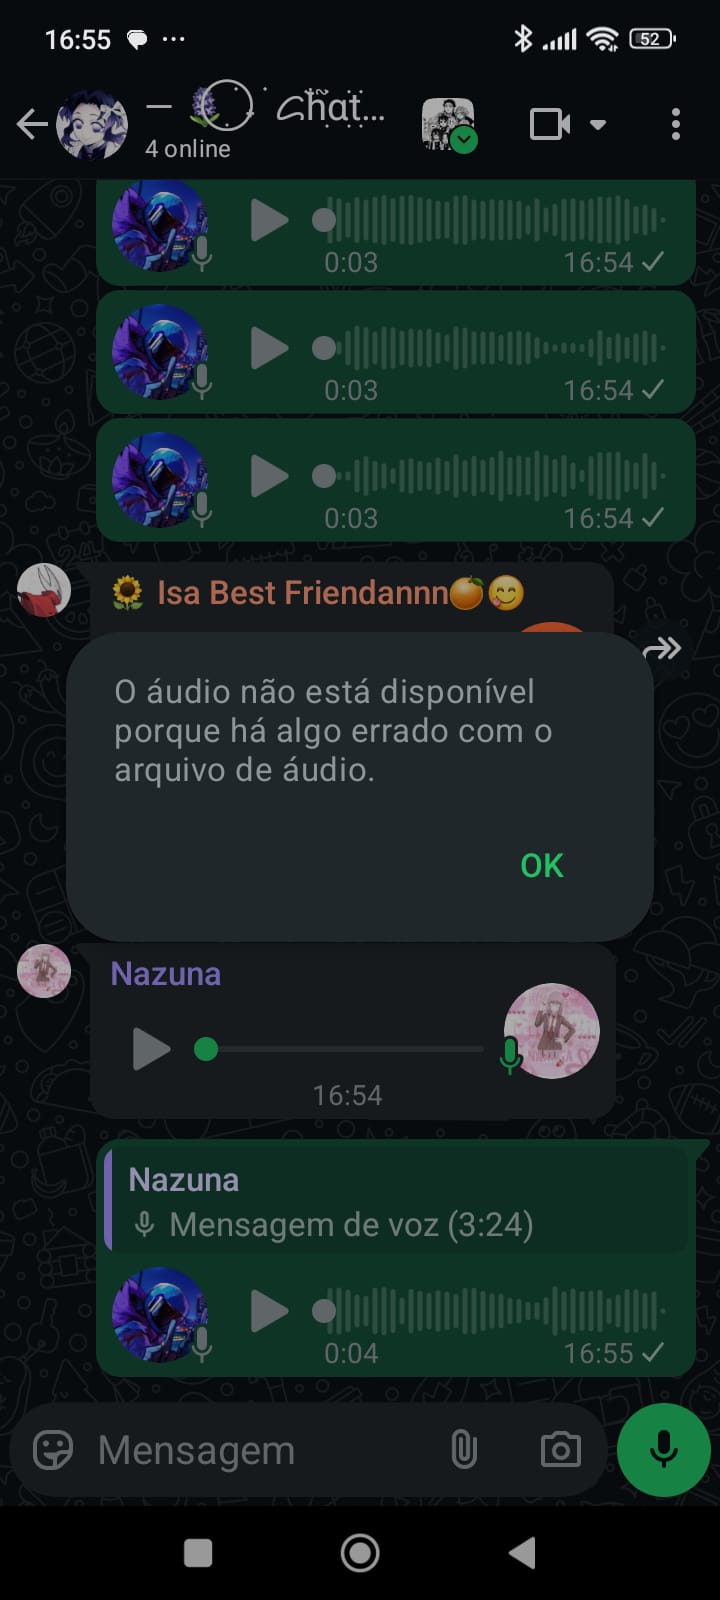 16:55
52
Chat...
4 online
0:03 16:54
0:03 16:54
0:03 16:54
Isa Best Friendannn
O áudio não está disponível
porque há algo errado com o
arquivo de áudio.
OK
Nazuna
16:54
Nazuna
Mensagem de voz (3:24)
0:04 16:55
Mensagem